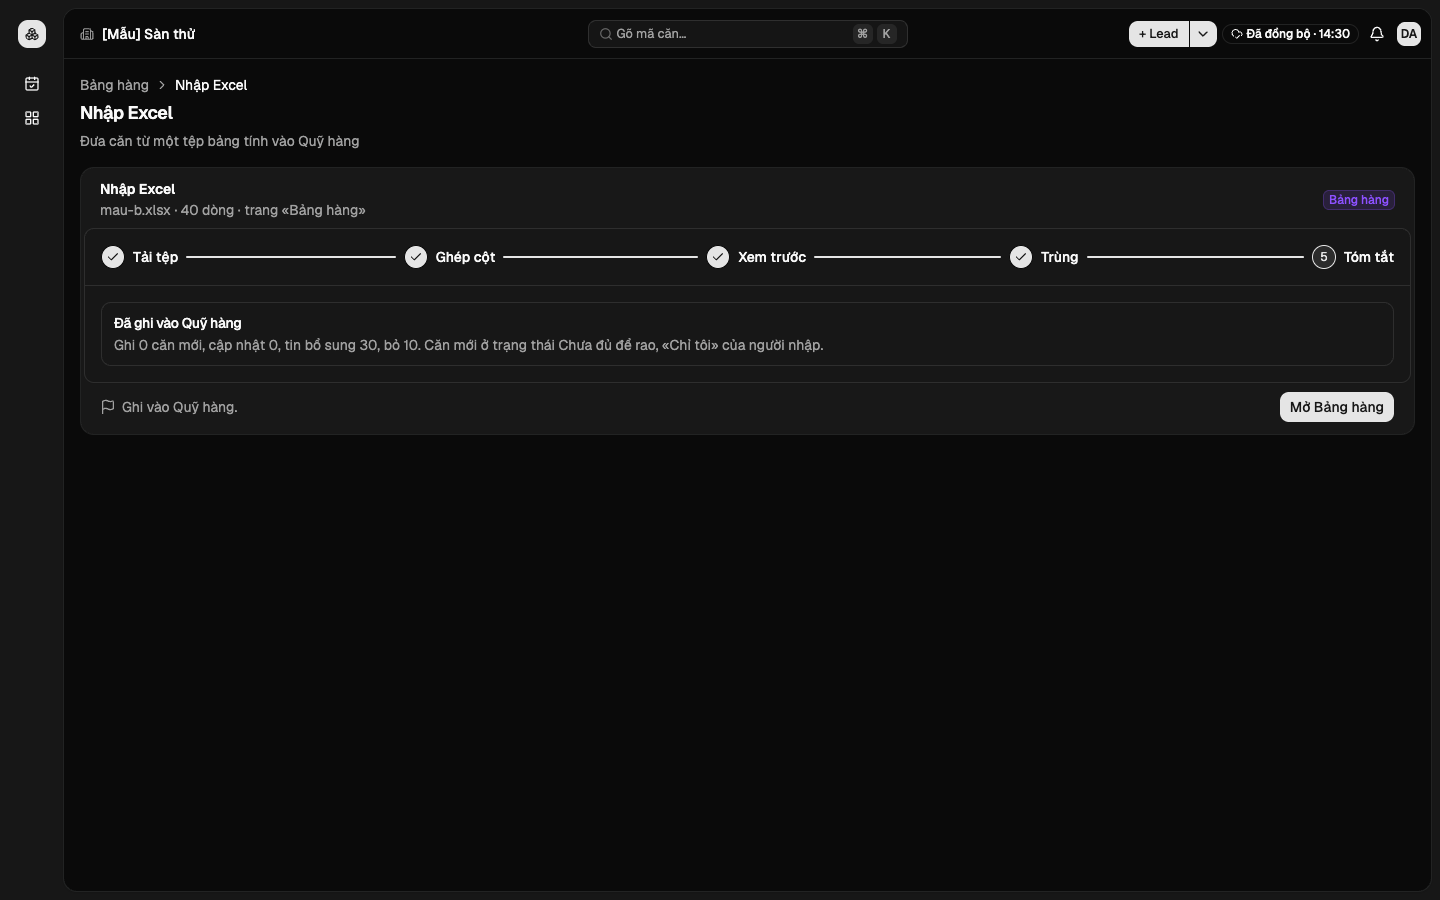 [Mẫu] Sàn thử
Gõ mã căn...
⌘ K
+ Lead
Đã đồng bộ · 14:30
DA
Bảng hàng > Nhập Excel
Nhập Excel
Đưa căn từ một tệp bảng tính vào Quỹ hàng
Nhập Excel
mau-b.xlsx · 40 dòng · trang «Bảng hàng»
Bảng hàng
Tải tệp
Ghép cột
Xem trước
Trùng
5 Tóm tắt
Đã ghi vào Quỹ hàng
Ghi 0 căn mới, cập nhật 0, tin bổ sung 30, bỏ 10. Căn mới ở trạng thái Chưa đủ để rao, «Chỉ tôi» của người nhập.
Ghi vào Quỹ hàng.
Mở Bảng hàng